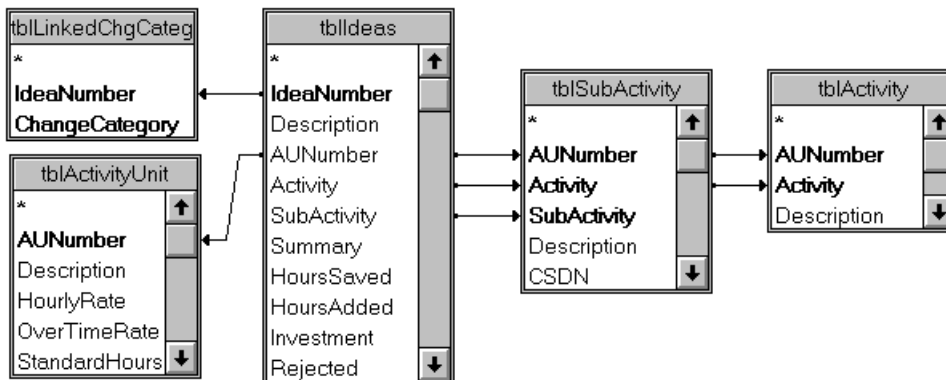 tblLinkedChgCateg
*
IdeaNumber
ChangeCategory
tblActivityUnit
*
AUNumber
Description
HourlyRate
OverTimeRate
StandardHours
tblIdeas
*
IdeaNumber
Description
AUNumber
Activity
SubActivity
Summary
HoursSaved
HoursAdded
Investment
Rejected
tblSubActivity
*
AUNumber
Activity
SubActivity
Description
CSDN
tblActivity
*
AUNumber
Activity
Description